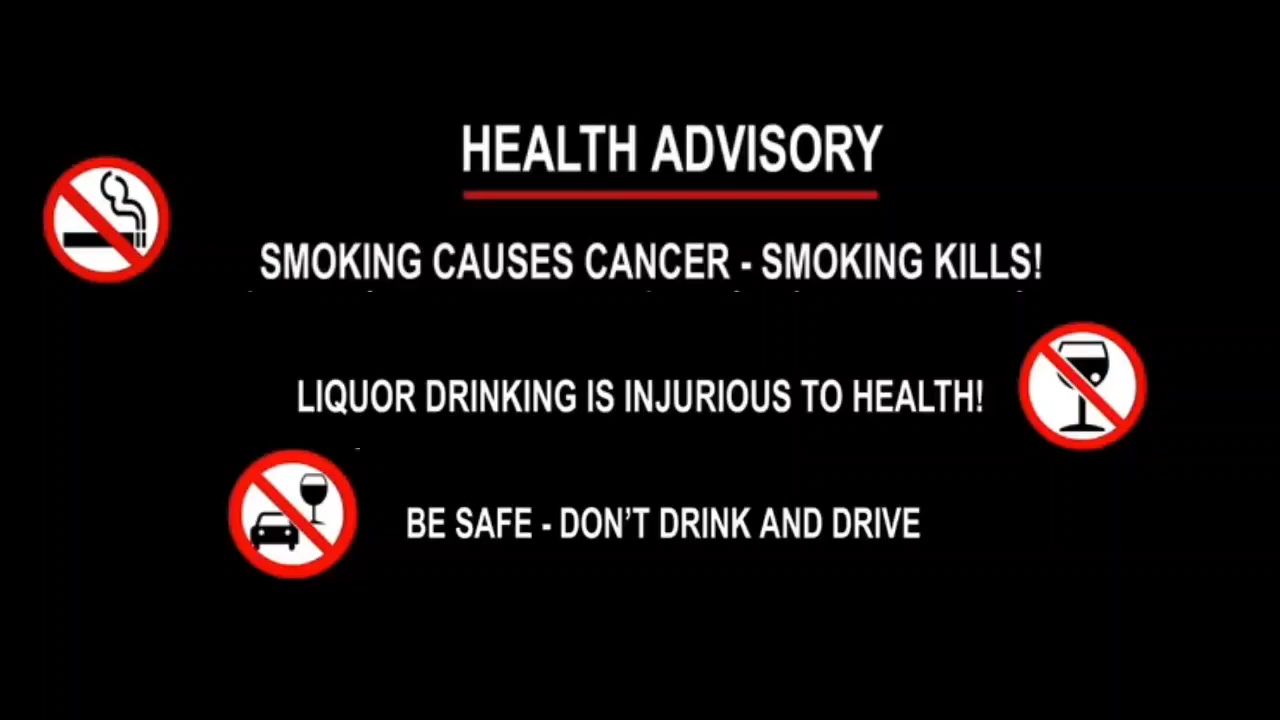 HEALTH ADVISORY
SMOKING CAUSES CANCER - SMOKING KILLS!
LIQUOR DRINKING IS INJURIOUS TO HEALTH!
BE SAFE - DON’T DRINK AND DRIVE